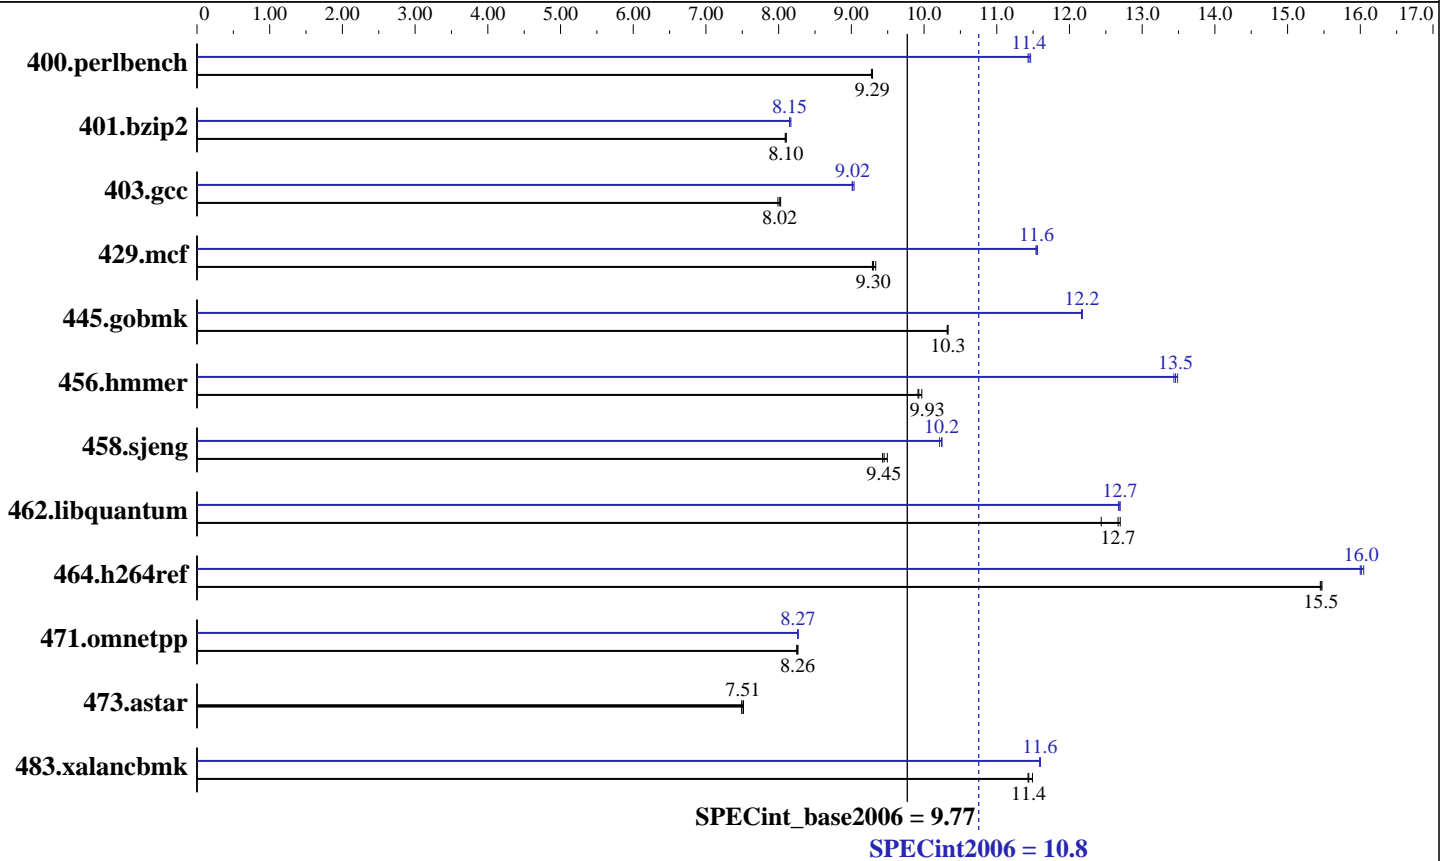 0 1.00 2.00 3.00 4.00 5.00 6.00 7.00 8.00 9.00 10.0 11.0 12.0 13.0 14.0 15.0 16.0 17.0
400.perlbench
11.4
9.29
401.bzip2
8.15
8.10
403.gcc
9.02
8.02
429.mcf
11.6
9.30
445.gobmk
12.2
10.3
456.hmmer
13.5
9.93
458.sjeng
10.2
9.45
462.libquantum
12.7
12.7
464.h264ref
16.0
15.5
471.omnetpp
8.27
8.26
473.astar
7.51
483.xalancbmk
11.6
11.4
SPECint_base2006 = 9.77
SPECint2006 = 10.8